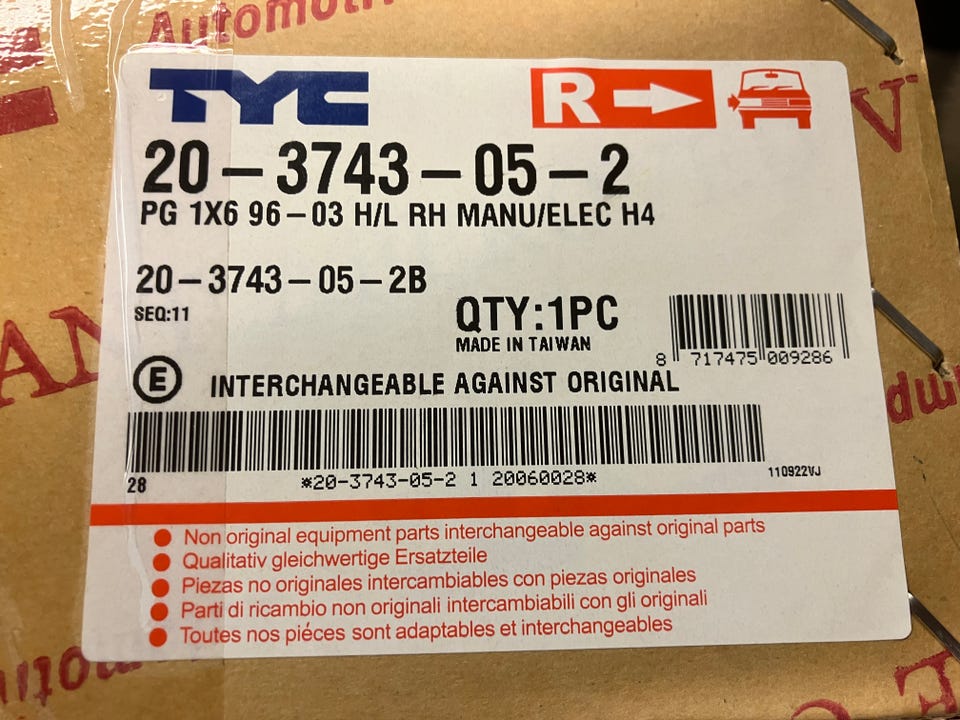 Automotive
TYC
R
20-3743-05-2
PG 1X6 96-03 H/L RH MANU/ELEC H4
20-3743-05-2B
SEQ:11
QTY:1PC
MADE IN TAIWAN
8 717475 009286
E INTERCHANGEABLE AGAINST ORIGINAL
28
*20-3743-05-2 1 20060028*
110922VJ
Non original equipment parts interchangeable against original parts
Qualitativ gleichwertige Ersatzteile
Piezas no originales intercambiables con piezas originales
Parti di ricambio non originali intercambiabili con gli originali
Toutes nos piéces sont adaptables et interchangeables